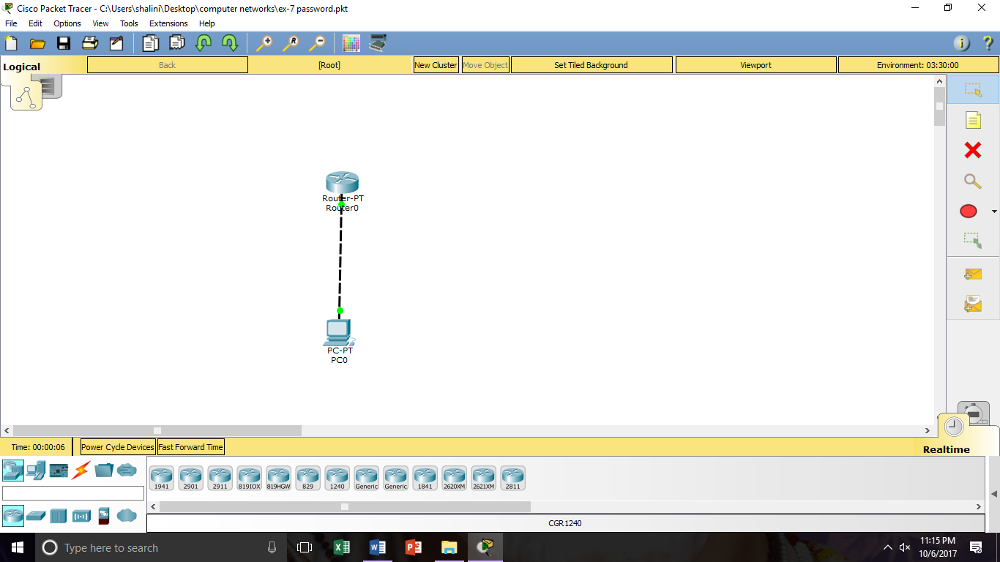 Cisco Packet Tracer - C:\Users\shalini\Desktop\computer networks\ex-7 password.pkt
File Edit Options View Tools Extensions Help
Logical Back [Root] New Cluster Move Object Set Tiled Background Viewport Environment: 03:30:00
Router-PT
Router0
PC-PT
PC0
Time: 00:00:06 Power Cycle Devices Fast Forward Time Realtime
1941 2901 2911 819IOX 819HGW 829 1240 Generic Generic 1841 2620XM 2621XM 2811
CGR1240
Type here to search
11:15 PM
10/6/2017